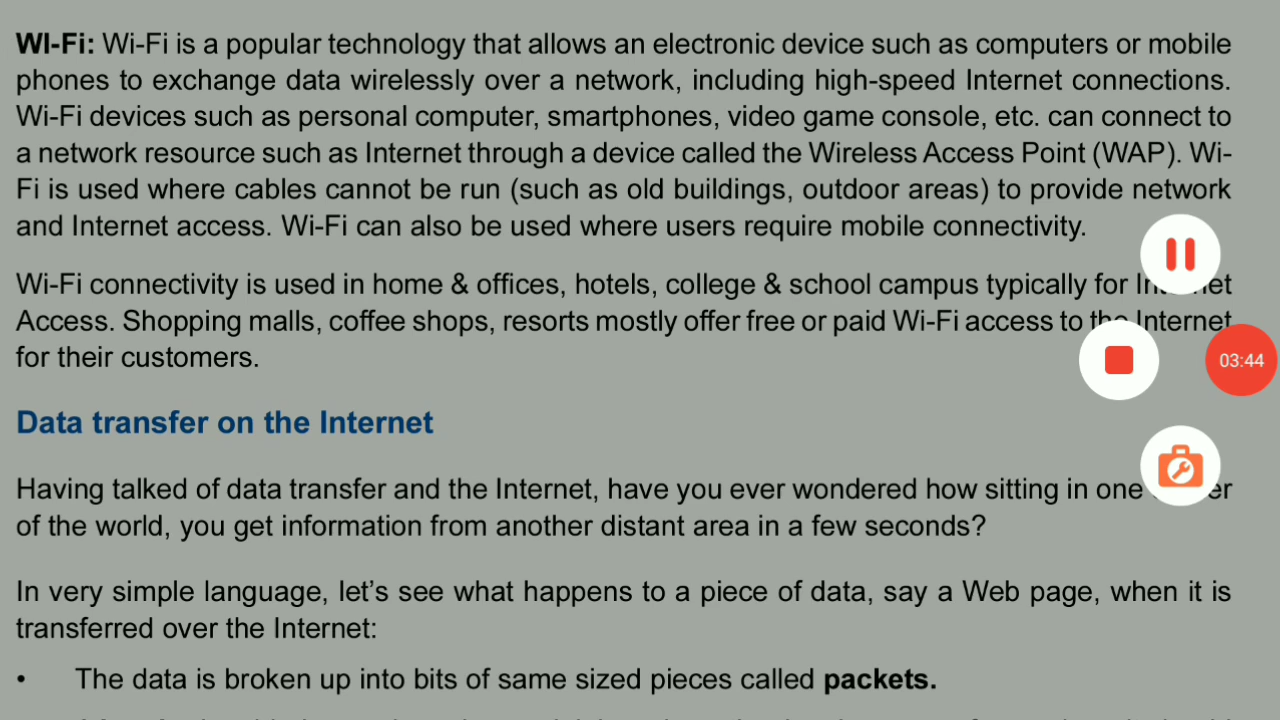 WI-Fi: Wi-Fi is a popular technology that allows an electronic device such as computers or mobile
phones to exchange data wirelessly over a network, including high-speed Internet connections.
Wi-Fi devices such as personal computer, smartphones, video game console, etc. can connect to
a network resource such as Internet through a device called the Wireless Access Point (WAP). Wi-
Fi is used where cables cannot be run (such as old buildings, outdoor areas) to provide network
and Internet access. Wi-Fi can also be used where users require mobile connectivity.
Wi-Fi connectivity is used in home & offices, hotels, college & school campus typically for
Access. Shopping malls, coffee shops, resorts mostly offer free or paid Wi-Fi access to the Internet
for their customers.
03:44
Data transfer on the Internet
Having talked of data transfer and the Internet, have you ever wondered how sitting in one
of the world, you get information from another distant area in a few seconds?
In very simple language, let's see what happens to a piece of data, say a Web page, when it is
transferred over the Internet:
• The data is broken up into bits of same sized pieces called packets.